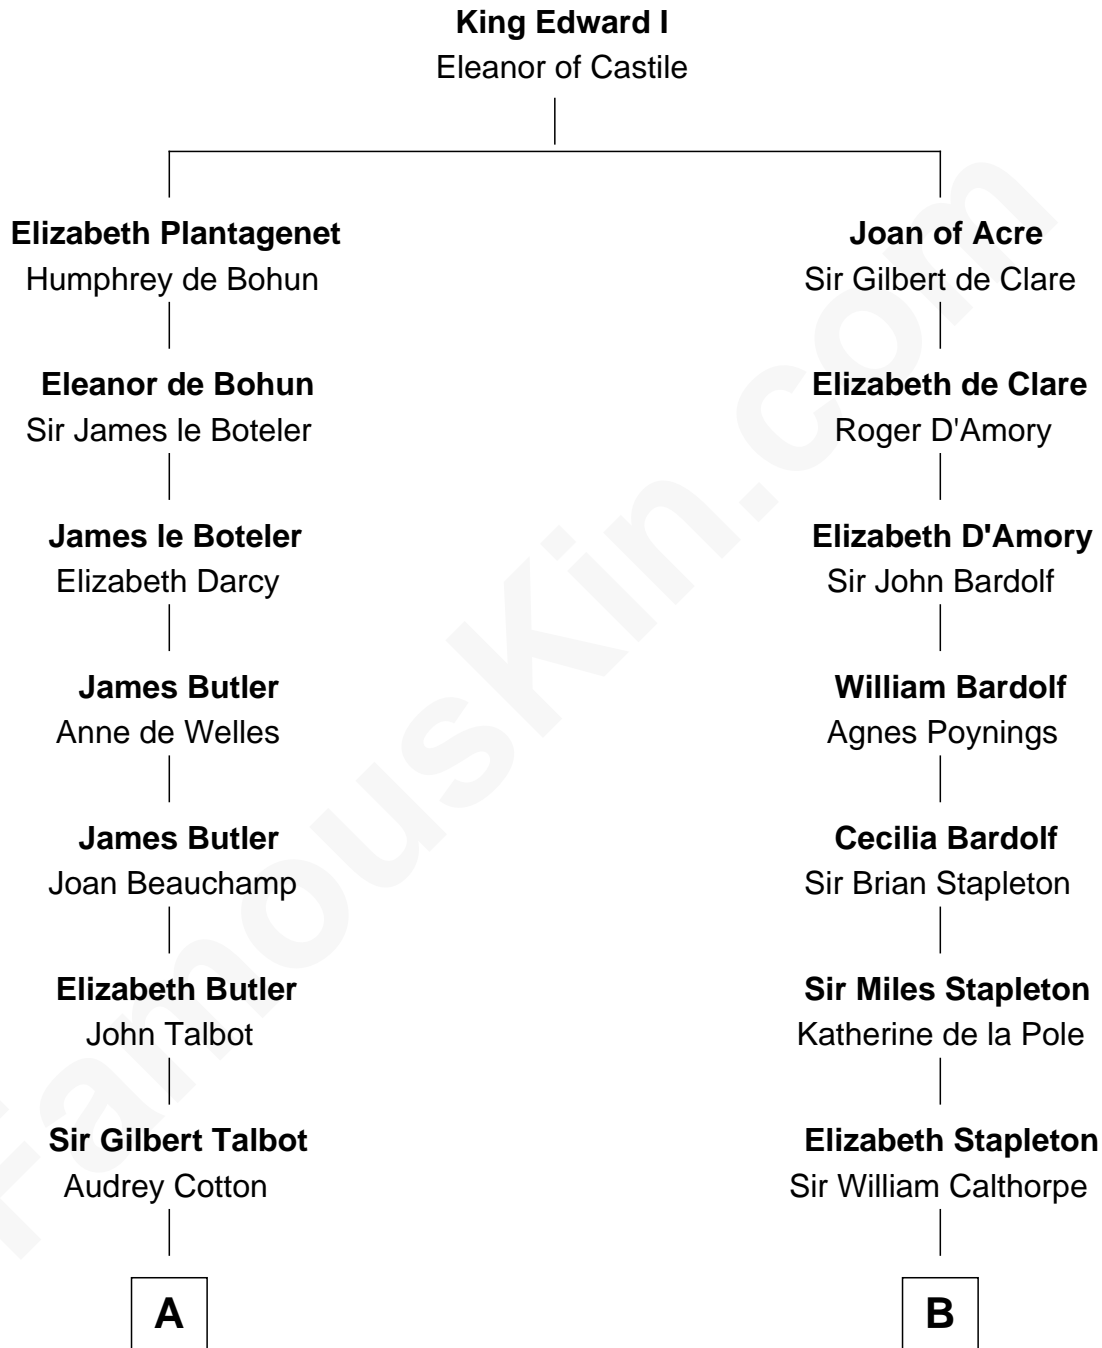 King Edward I
Eleanor of Castile
Elizabeth Plantagenet
Humphrey de Bohun
Joan of Acre
Sir Gilbert de Clare
Eleanor de Bohun
Sir James le Boteler
Elizabeth de Clare
Roger D'Amory
James le Boteler
Elizabeth Darcy
Elizabeth D'Amory
Sir John Bardolf
James Butler
Anne de Welles
William Bardolf
Agnes Poynings
James Butler
Joan Beauchamp
Cecilia Bardolf
Sir Brian Stapleton
Elizabeth Butler
John Talbot
Sir Miles Stapleton
Katherine de la Pole
Sir Gilbert Talbot
Audrey Cotton
Elizabeth Stapleton
Sir William Calthorpe
A
B
FamousKin.com